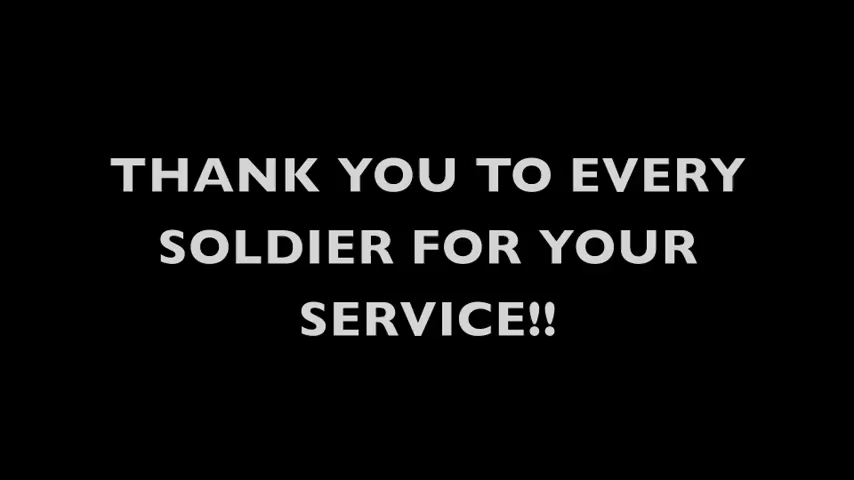 THANK YOU TO EVERY
SOLDIER FOR YOUR
SERVICE!!